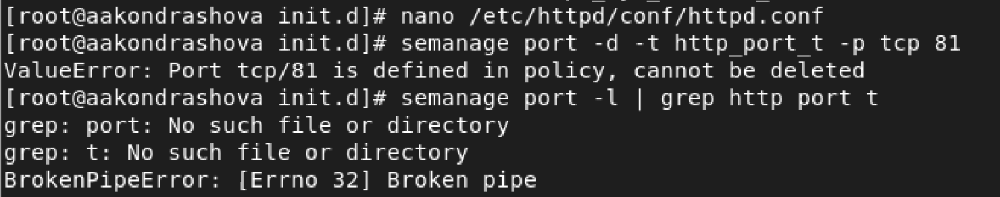 [root@aakondrashova init.d]# nano /etc/httpd/conf/httpd.conf
[root@aakondrashova init.d]# semanage port -d -t http_port_t -p tcp 81
ValueError: Port tcp/81 is defined in policy, cannot be deleted
[root@aakondrashova init.d]# semanage port -l | grep http port t
grep: port: No such file or directory
grep: t: No such file or directory
BrokenPipeError: [Errno 32] Broken pipe